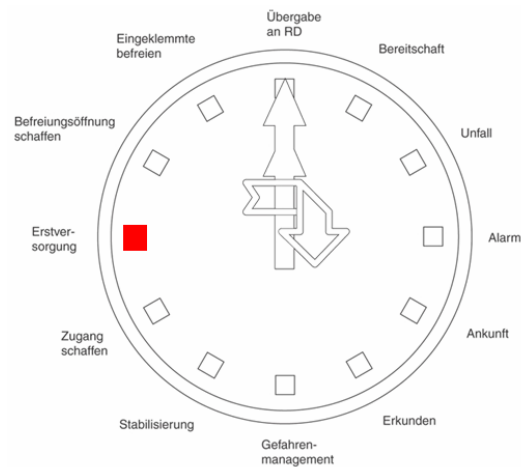 Übergabe
an RD
Bereitschaft
Unfall
Alarm
Ankunft
Erkunden
Gefahren-
management
Stabilisierung
Zugang
schaffen
Erstver-
sorgung
Befreiungsöffnung
schaffen
Eingeklemmte
befreien